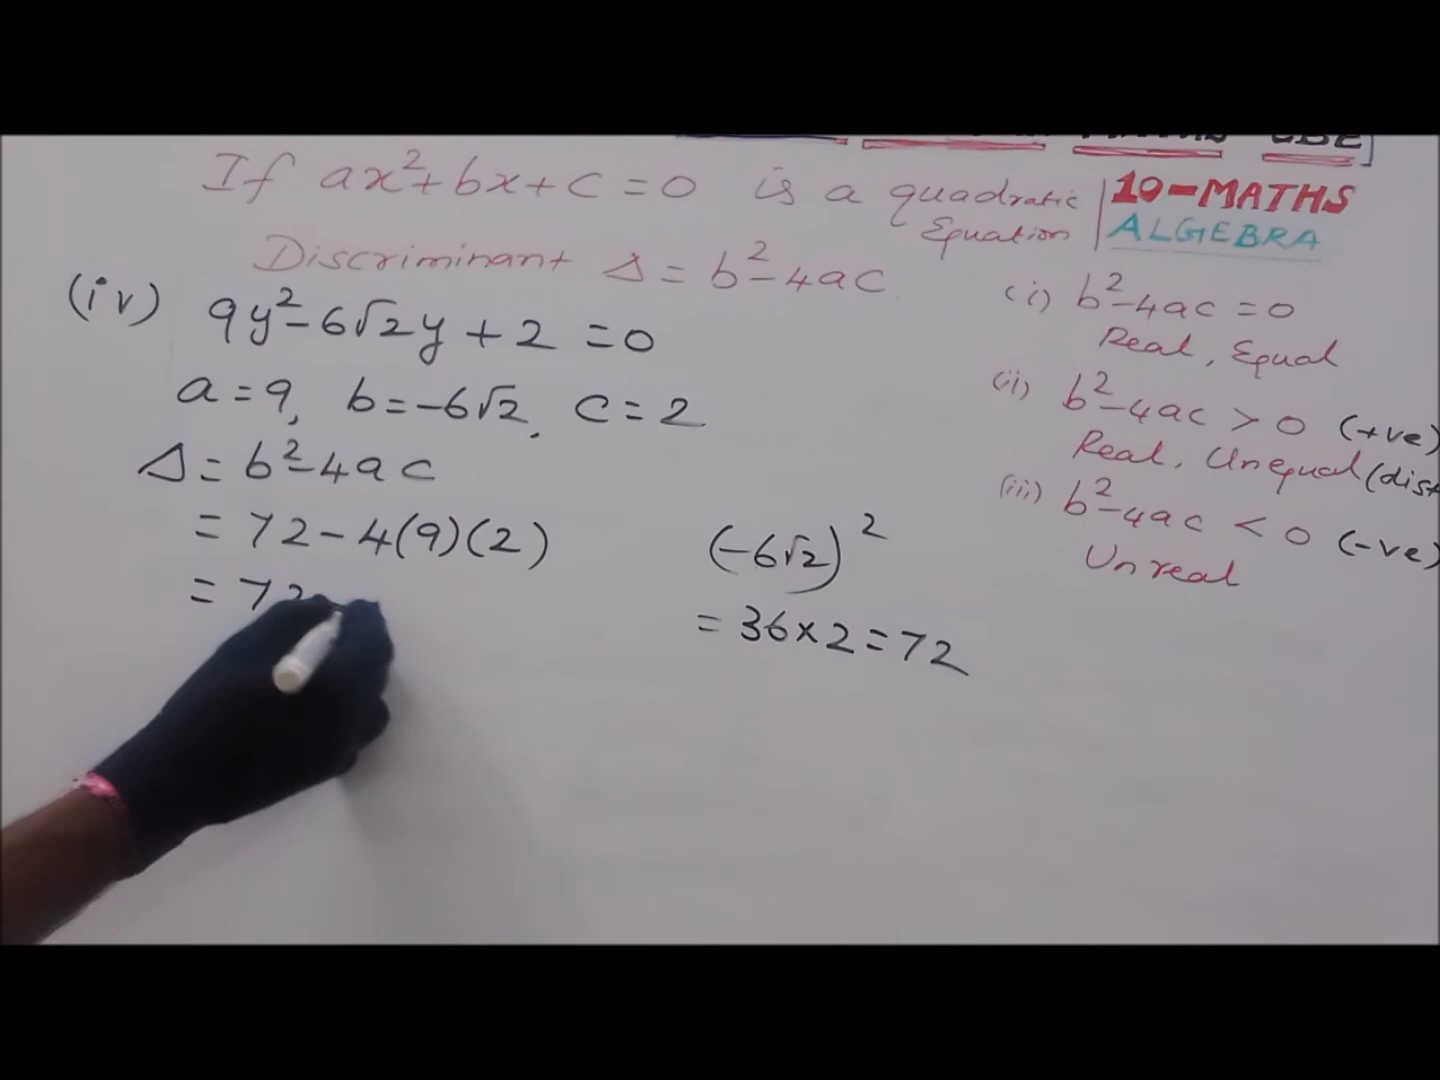 If ax²+bx+c=0 is a quadratic Equation
10-MATHS
ALGEBRA
Discriminant Δ=b²-4ac.
(iv) 9y²-6√2y+2=0
a=9, b=-6√2, c=2
Δ=b²-4ac
=72-4(9)(2)
=72-
(-6√2)²
=36×2=72
(i) b²-4ac=0
Real, Equal
(ii) b²-4ac>0 (+ve)
Real, Unequal (dist
(iii) b²-4ac<0 (-ve)
Unreal